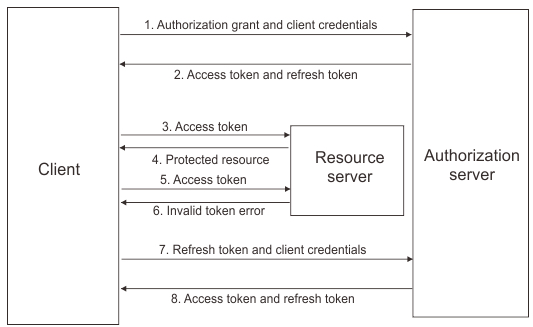 1. Authorization grant and client credentials
2. Access token and refresh token
3. Access token
4. Protected resource
5. Access token
6. Invalid token error
Client
Resource
server
Authorization
server
7. Refresh token and client credentials
8. Access token and refresh token